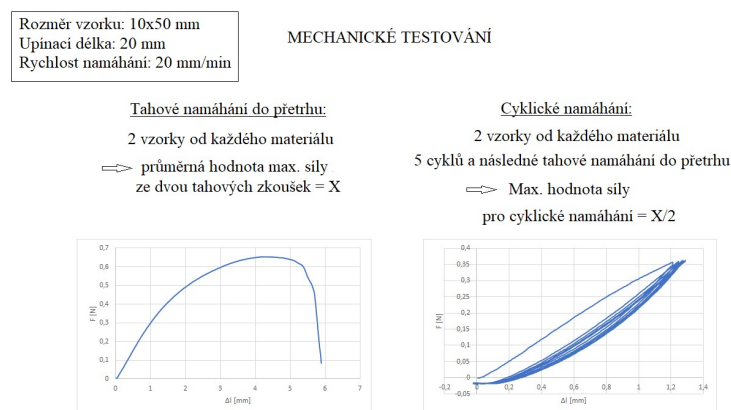 Rozměr vzorku: 10x50 mm
Upínací délka: 20 mm
Rychlost namáhání: 20 mm/min
MECHANICKÉ TESTOVÁNÍ
Tahové namáhání do přetrhu:
2 vzorky od každého materiálu
průměrná hodnota max. síly
ze dvou tahových zkoušek = X
Cyklické namáhání:
2 vzorky od každého materiálu
5 cyklů a následné tahové namáhání do přetrhu
Max. hodnota síly
pro cyklické namáhání = X/2
0,7
0,6
0,5
0,4
0,3
0,2
0,1
0
F [N]
0 1 2 3 4 5 6 7
Δl [mm]
0,4
0,35
0,3
0,25
0,2
0,15
0,1
0,05
0
-0,05
F [N]
-0,2 0 0,2 0,4 0,6 0,8 1 1,2 1,4
Δl [mm]